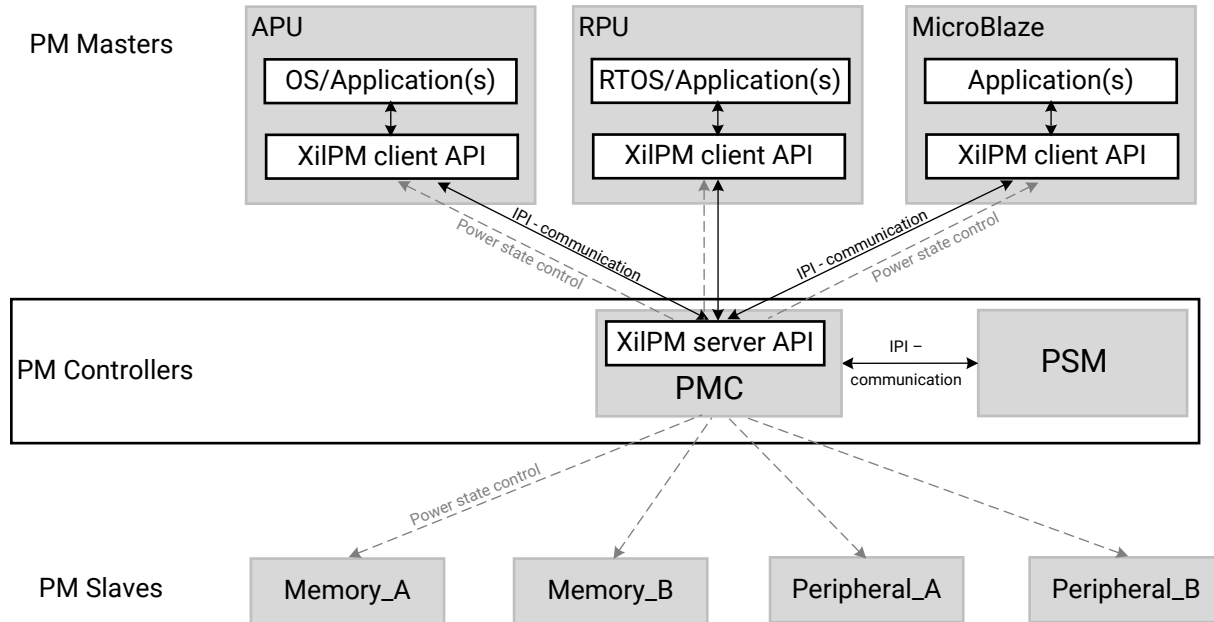 PM Masters
APU
RPU
MicroBlaze
OS/Application(s)
RTOS/Application(s)
Application(s)
XilPM client API
XilPM client API
XilPM client API
IPI - communication
Power state control
IPI - communication
Power state control
PM Controllers
XilPM server API
PMC
IPI –
communication
PSM
Power state control
PM Slaves
Memory_A
Memory_B
Peripheral_A
Peripheral_B